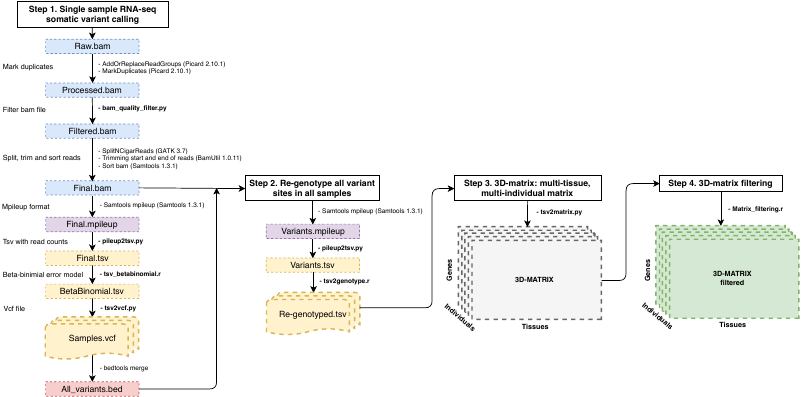 Step 1. Single sample RNA-seq
somatic variant calling
Raw.bam
Mark duplicates
- AddOrReplaceReadGroups (Picard 2.10.1)
- MarkDuplicates (Picard 2.10.1)
Processed.bam
Filter bam file
- bam_quality_filter.py
Filtered.bam
Split, trim and sort reads
- SplitNCigarReads (GATK 3.7)
- Trimming start and end of reads (BamUtil 1.0.11)
- Sort bam (Samtools 1.3.1)
Final.bam
Mpileup format
- Samtools mpileup (Samtools 1.3.1)
Final.mpileup
Tsv with read counts
- pileup2tsv.py
Final.tsv
Beta-binimial error model
- tsv_betabinomial.r
BetaBinomial.tsv
Vcf file
- tsv2vcf.py
Samples.vcf
- bedtools merge
All_variants.bed
Step 2. Re-genotype all variant
sites in all samples
- Samtools mpileup (Samtools 1.3.1)
Variants.mpileup
- pileup2tsv.py
Variants.tsv
- tsv2genotype.r
Re-genotyped.tsv
Step 3. 3D-matrix: multi-tissue,
multi-individual matrix
- tsv2matrix.py
Genes
3D-MATRIX
Individuals
Tissues
Step 4. 3D-matrix filtering
- Matrix_filtering.r
Genes
3D-MATRIX
filtered
Individuals
Tissues